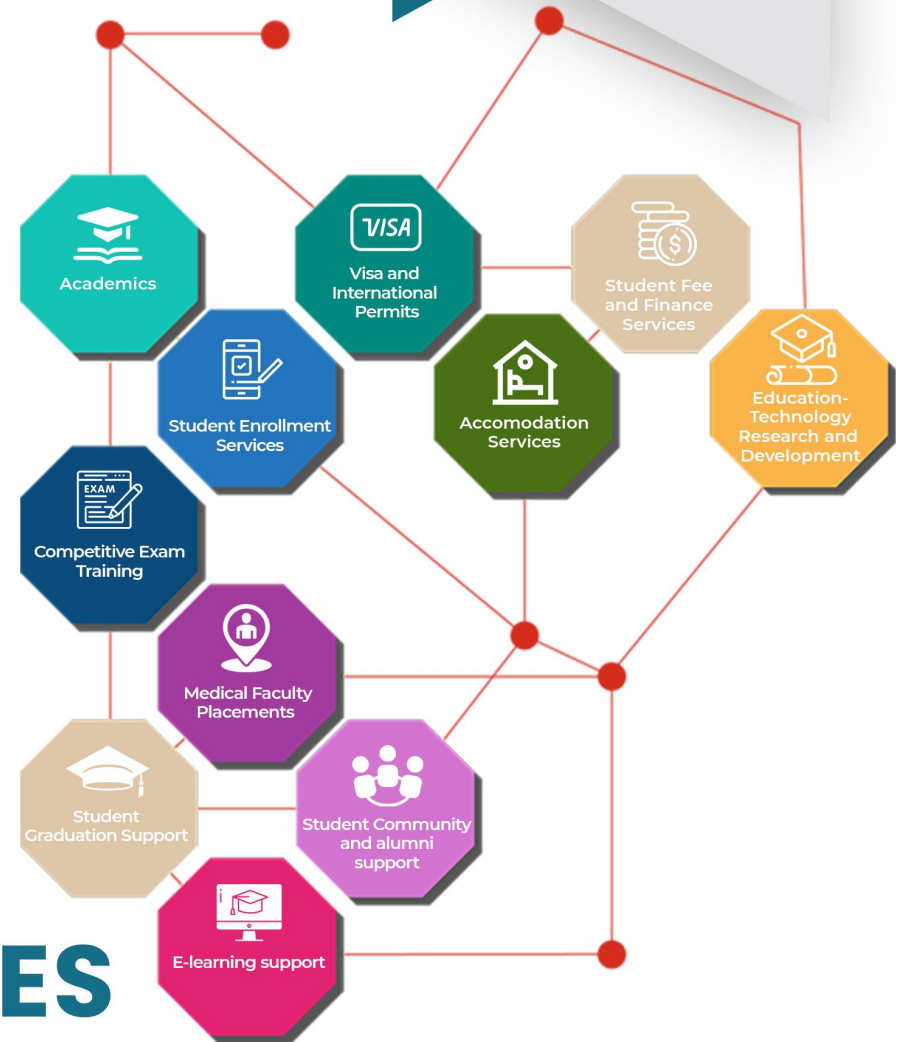 VISA
Academics
Visa and
International
Permits
Student Fee
and Finance
Services
Student Enrollment
Services
Accomodation
Services
Education-
Technology
Research and
Development
EXAM
Competitive Exam
Training
Medical Faculty
Placements
Student
Graduation Support
Student Community
and alumni
support
E-learning support
ES